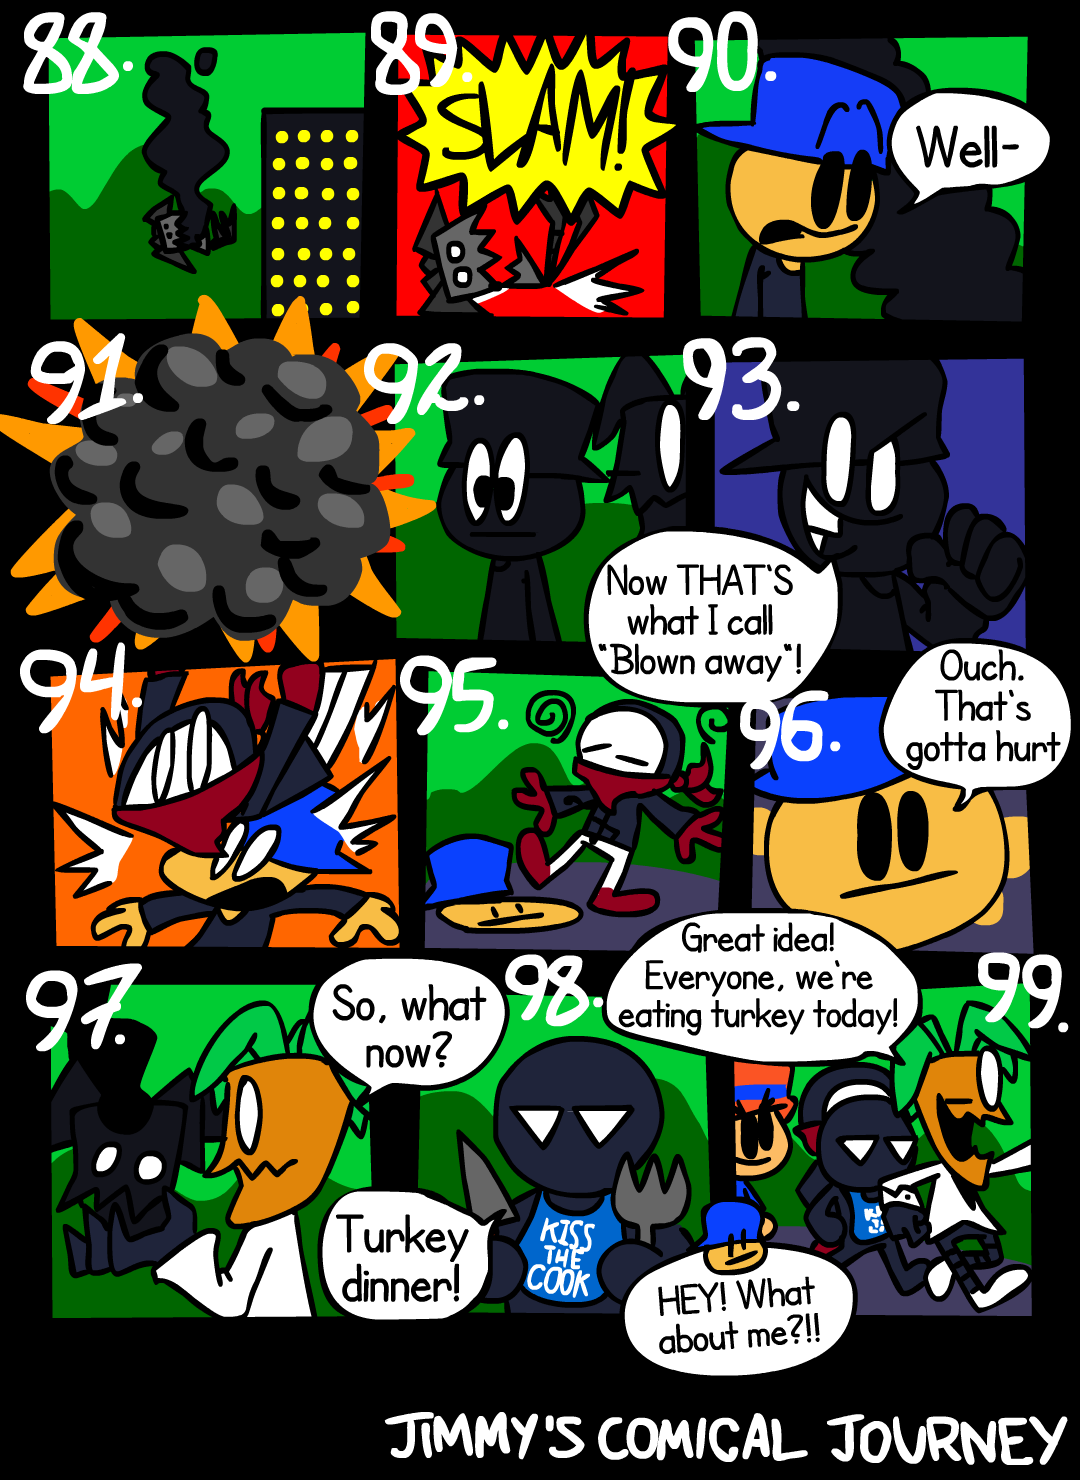 88.
89.
SLAM!
90.
Well-
91.
92.
93.
Now THAT'S
what I call
"Blown away"!
94.
95.
96.
Ouch.
That's
gotta hurt
97.
So, what
now?
98.
Turkey
dinner!
KISS
THE
COOK
99.
Great idea!
Everyone, we're
eating turkey today!
HEY! What
about me?!!
JIMMY'S COMICAL JOURNEY